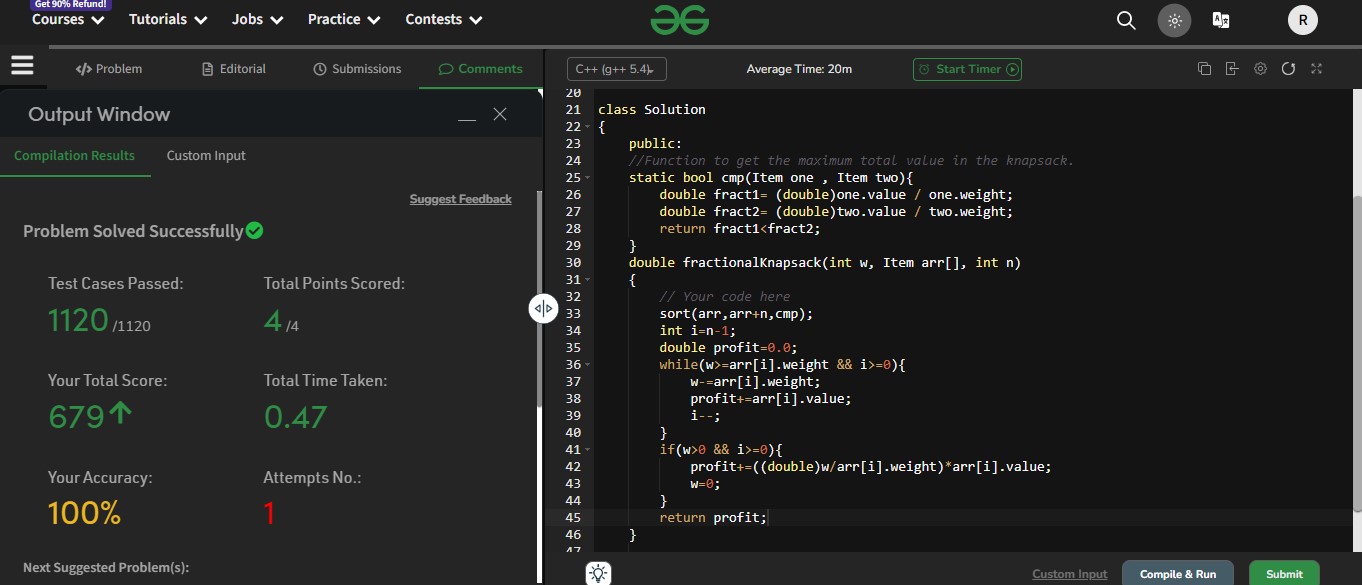 Get 90% Refund!
Courses Tutorials Jobs Practice Contests R
Problem Editorial Submissions Comments
Output Window
Compilation Results Custom Input
Suggest Feedback
Problem Solved Successfully
Test Cases Passed: Total Points Scored:
1120 /1120 4 /4
Your Total Score: Total Time Taken:
679 0.47
Your Accuracy: Attempts No.:
100% 1
Next Suggested Problem(s):
C++ (g++ 5.4) Average Time: 20m Start Timer
20
21 class Solution
22 {
23 public:
24 //Function to get the maximum total value in the knapsack.
25 static bool cmp(Item one , Item two){
26 double fract1= (double)one.value / one.weight;
27 double fract2= (double)two.value / two.weight;
28 return fract1<fract2;
29 }
30 double fractionalKnapsack(int w, Item arr[], int n)
31 {
32 // Your code here
33 sort(arr,arr+n,cmp);
34 int i=n-1;
35 double profit=0.0;
36 while(w>=arr[i].weight && i>=0){
37 w-=arr[i].weight;
38 profit+=arr[i].value;
39 i--;
40 }
41 if(w>0 && i>=0){
42 profit+=((double)w/arr[i].weight)*arr[i].value;
43 w=0;
44 }
45 return profit;
46 }
47
Custom Input Compile & Run Submit